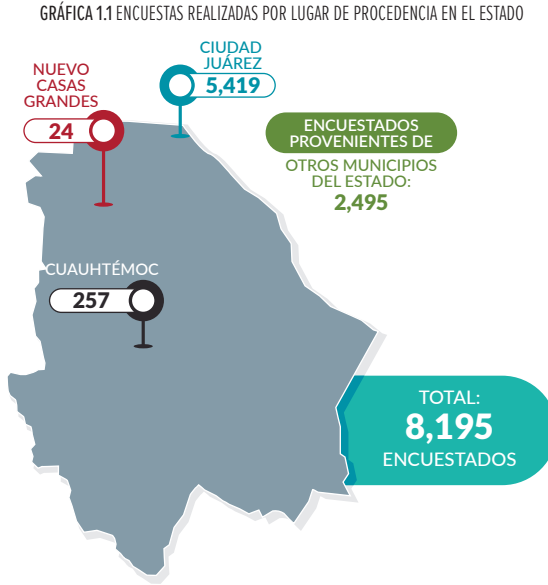 GRÁFICA 1.1 ENCUESTAS REALIZADAS POR LUGAR DE PROCEDENCIA EN EL ESTADO
CIUDAD
JUÁREZ
5,419
NUEVO
CASAS
GRANDES
24
ENCUESTADOS
PROVENIENTES DE
OTROS MUNICIPIOS
DEL ESTADO:
2,495
CUAUHTÉMOC
257
TOTAL:
8,195
ENCUESTADOS